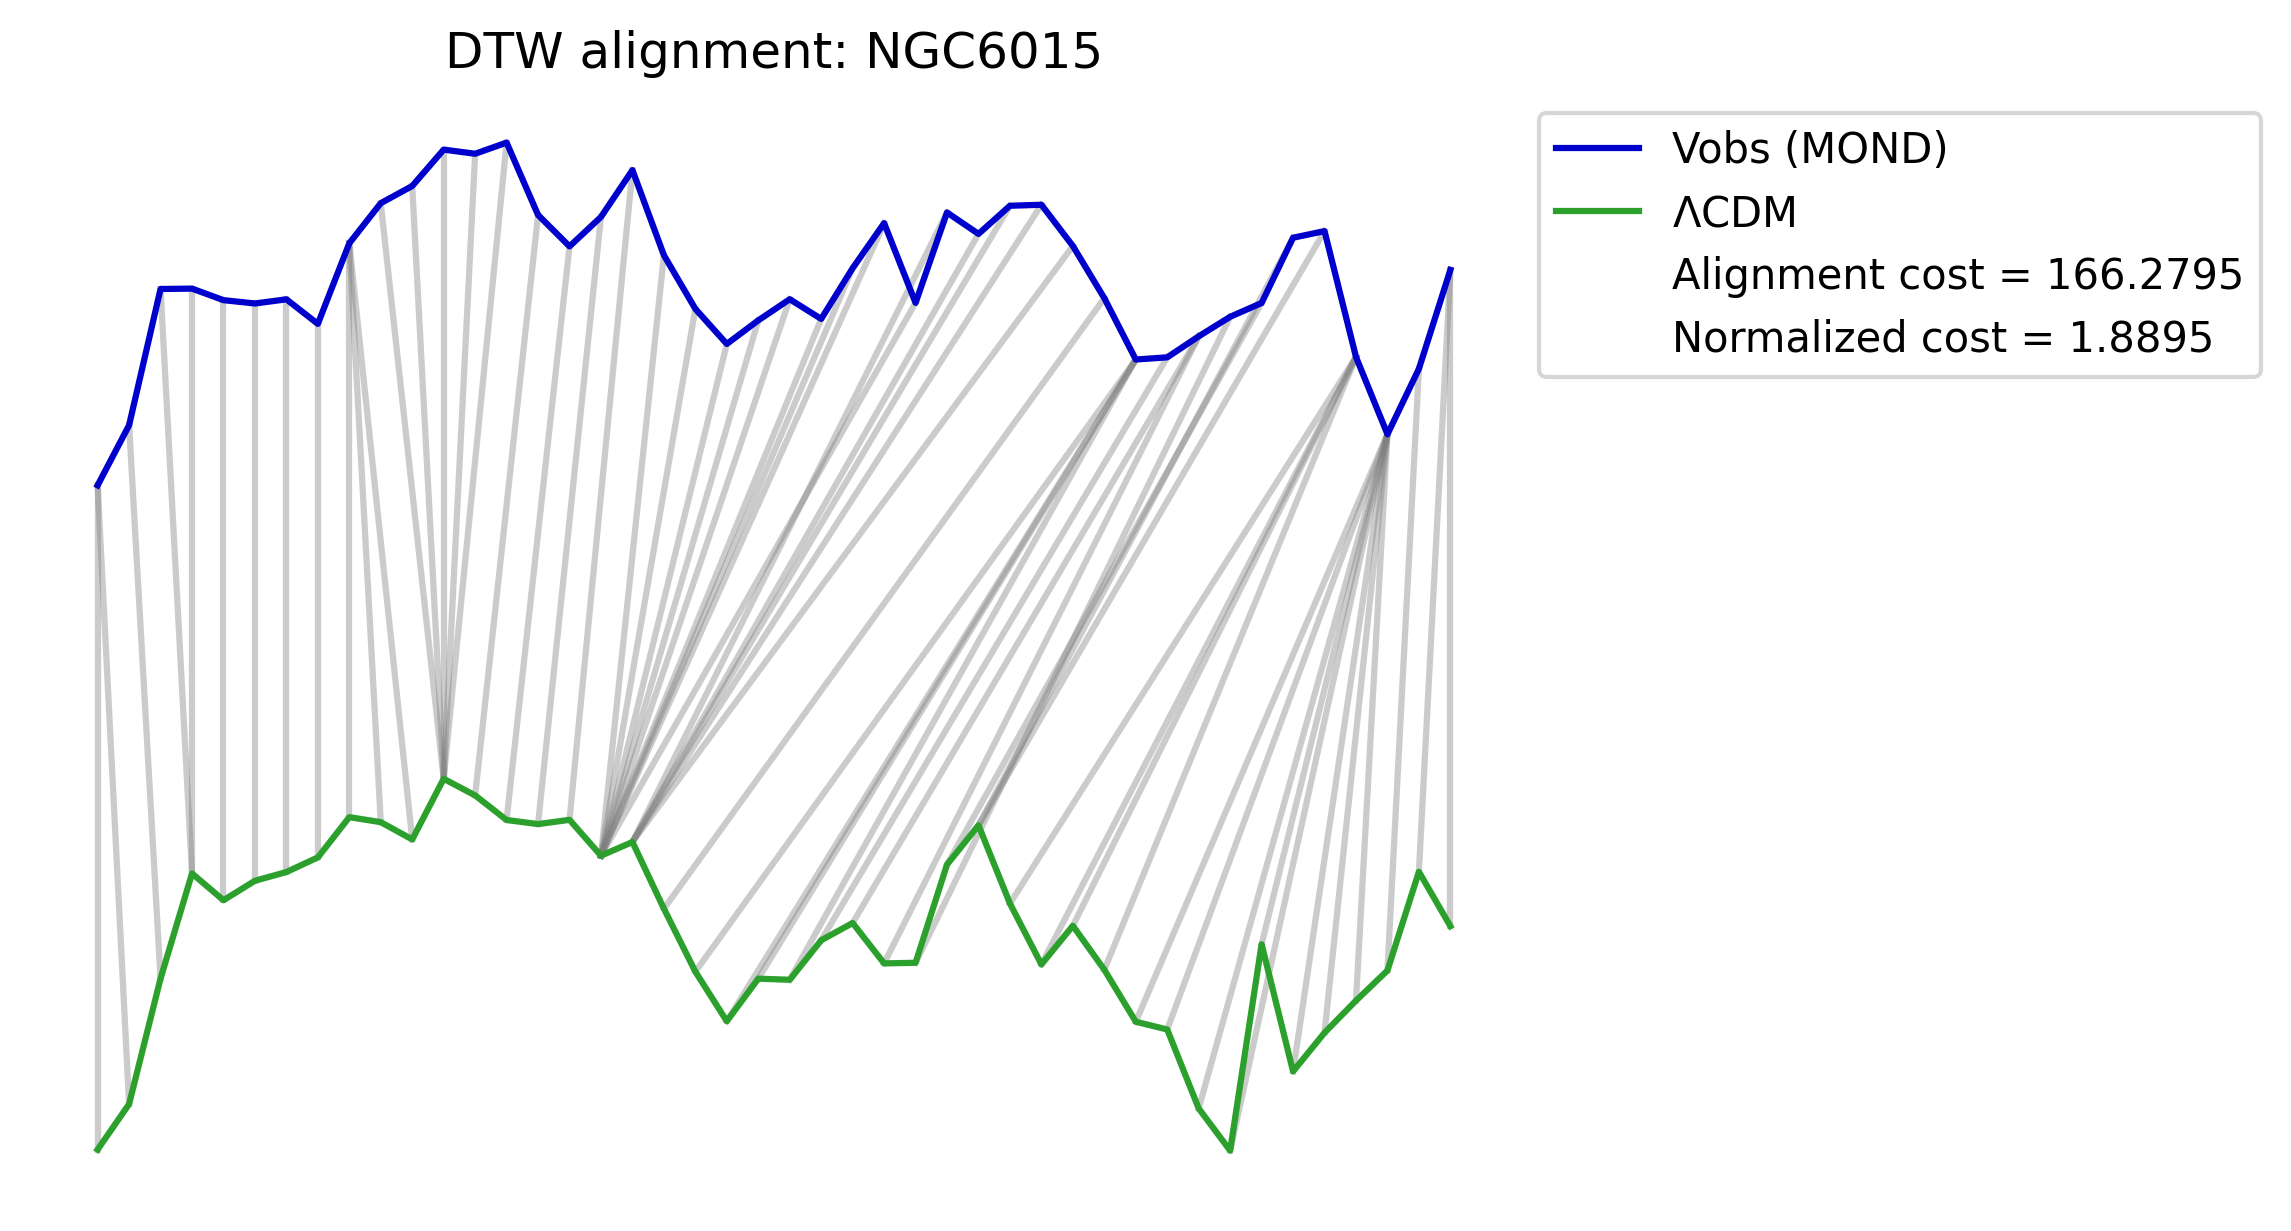 DTW alignment: NGC6015
Vobs (MOND)
ΛCDM
Alignment cost = 166.2795
Normalized cost = 1.8895